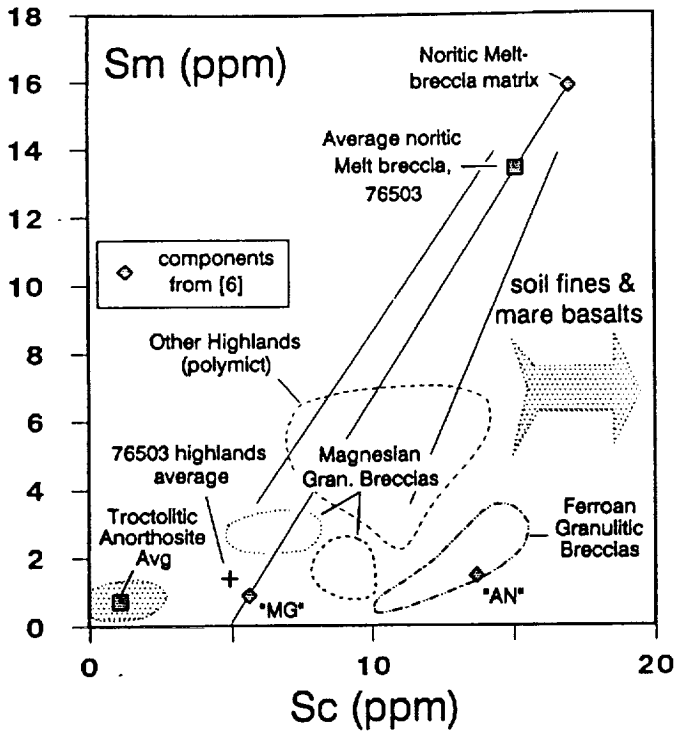 18
16
14
12
10
8
6
4
2
0
Sm (ppm)
Noritic Melt-
breccia matrix
Average noritic
Melt breccia,
76503
components
from [6]
soil fines &
mare basalts
Other Highlands
(polymict)
76503 highlands
average
Magnesian
Gran. Breccias
Troctolitic
Anorthosite
Avg
Ferroan
Granulitic
Breccias
"MG"
"AN"
0
10
20
Sc (ppm)